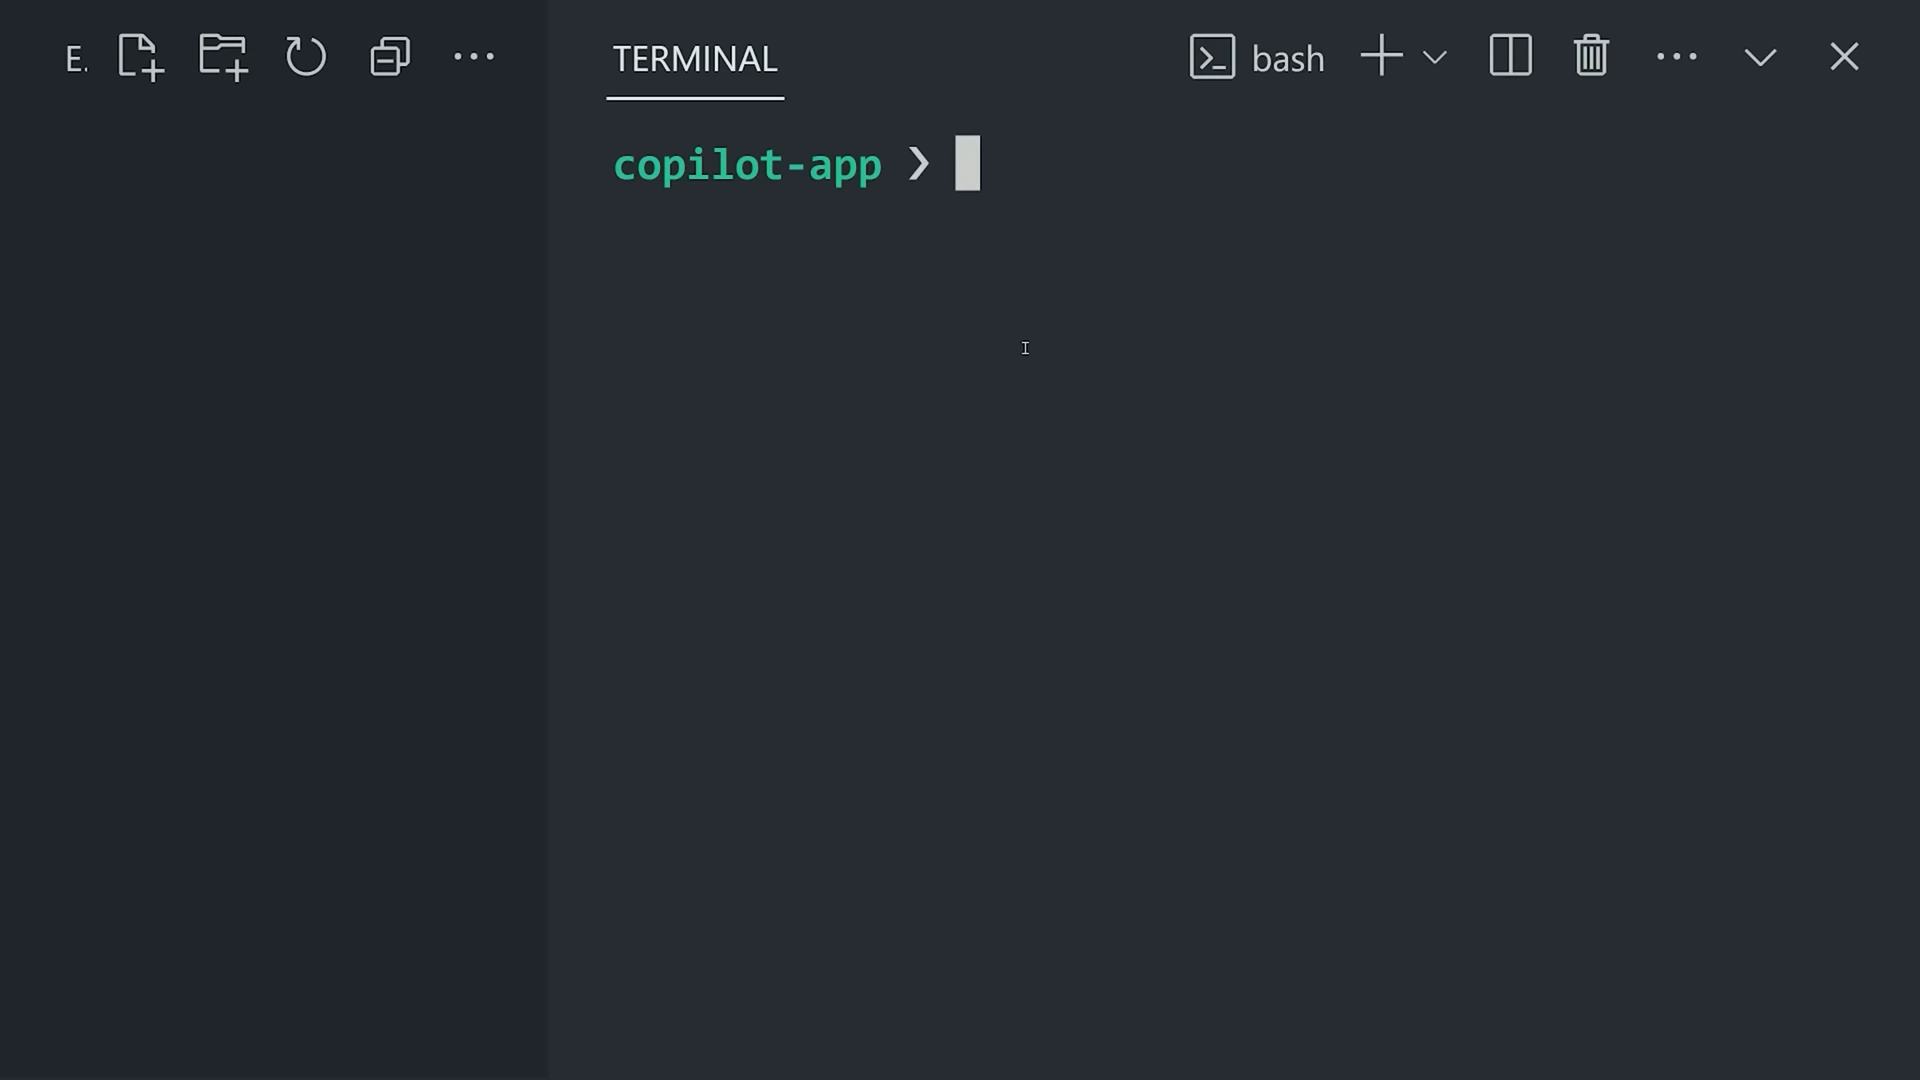 E.
TERMINAL
bash
copilot-app ❯